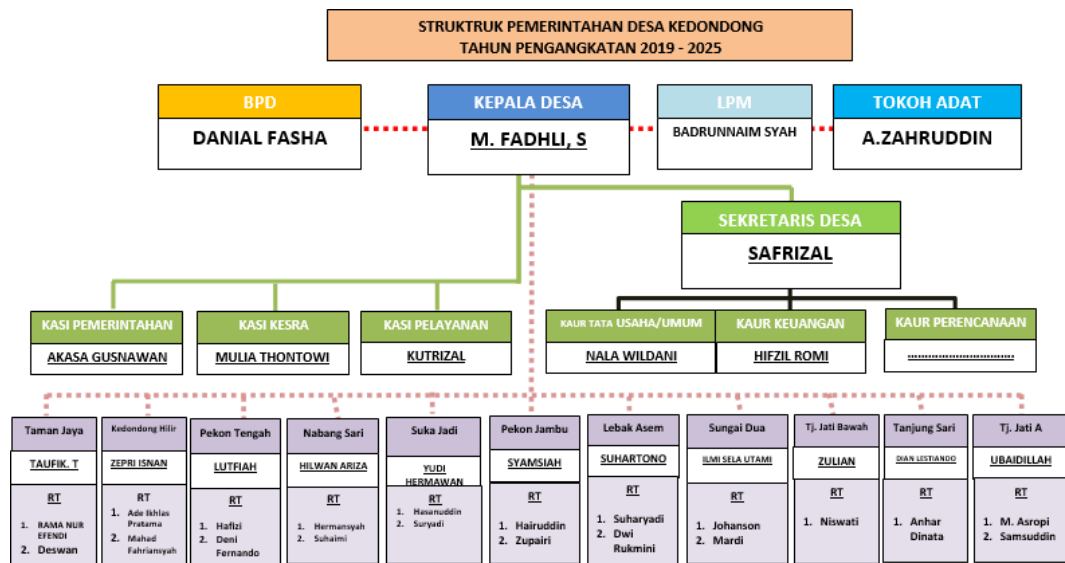 STRUKTRUK PEMERINTAHAN DESA KEDONDONG
TAHUN PENGANGKATAN 2019 - 2025
BPD
DANIAL FASHA
KEPALA DESA
M. FADHLI, S
LPM
BADRUNNAIM SYAH
TOKOH ADAT
A.ZAHRUDDIN
SEKRETARIS DESA
SAFRIZAL
KASI PEMERINTAHAN
AKASA GUSNAWAN
KASI KESRA
MULIA THONTOWI
KASI PELAYANAN
KUTRIZAL
KAUR TATA USAHA/UMUM
NALA WILDANI
KAUR KEUANGAN
HIFZIL ROMI
KAUR PERENCANAAN
................................
Taman Jaya
TAUFIK. T
RT
1. RAMA NUR
EFENDI
2. Deswan
Kedondong Hilir
ZEPRI ISNAN
RT
1. Ade Ikhlas
Pratama
2. Mahad
Fahriansyah
Pekon Tengah
LUTFIAH
RT
1. Hafizi
2. Deni
Fernando
Nabang Sari
HILWAN ARIZA
RT
1. Hermansyah
2. Suhaimi
Suka Jadi
YUDI
HERMAWAN
RT
1. Hasanuddin
2. Suryadi
Pekon Jambu
SYAMSIAH
RT
1. Hairuddin
2. Zupairi
Lebak Asem
SUHARTONO
RT
1. Suharyadi
2. Dwi
Rukmini
Sungai Dua
ILMI SELA UTAMI
RT
1. Johanson
2. Mardi
Tj. Jati Bawah
ZULIAN
RT
1. Niswati
Tanjung Sari
DIAN LESTIANDO
RT
1. Anhar
Dinata
Tj. Jati A
UBAIDILLAH
RT
1. M. Asropi
2. Samsuddin